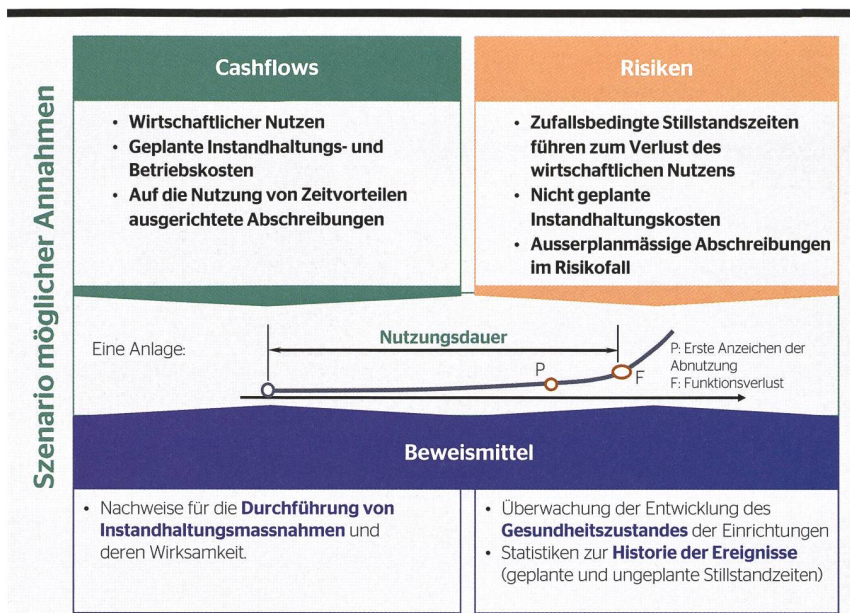 Szenario möglicher Annahmen
Cashflows
• Wirtschaftlicher Nutzen
• Geplante Instandhaltungs- und
Betriebskosten
• Auf die Nutzung von Zeitvorteilen
ausgerichtete Abschreibungen
Risiken
• Zufallsbedingte Stillstandszeiten
führen zum Verlust des
wirtschaftlichen Nutzens
• Nicht geplante
Instandhaltungskosten
• Ausserplanmässige Abschreibungen
im Risikofall
Nutzungsdauer
Eine Anlage:
P
F
P: Erste Anzeichen der
Abnutzung
F: Funktionsverlust
Beweismittel
• Nachweise für die Durchführung von
Instandhaltungsmassnahmen und
deren Wirksamkeit.
• Überwachung der Entwicklung des
Gesundheitszustandes der Einrichtungen
• Statistiken zur Historie der Ereignisse
(geplante und ungeplante Stillstandzeiten)